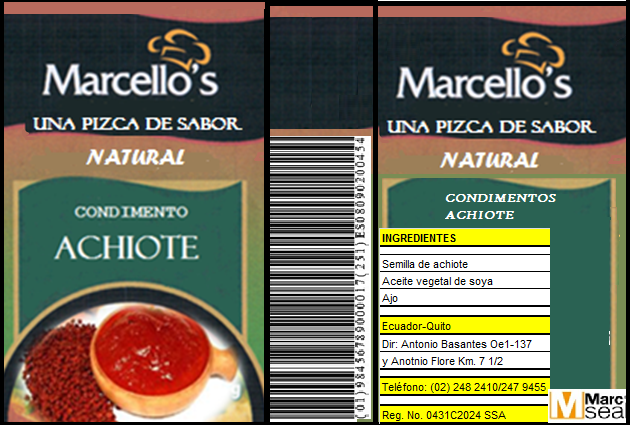 Marcello's
UNA PIZCA DE SABOR
NATURAL
CONDIMENTO
ACHIOTE
(01)98456789000017(251)ES08090200454
Marcello's
UNA PIZCA DE SABOR
NATURAL
CONDIMENTOS
ACHIOTE
INGREDIENTES
Semilla de achiote
Aceite vegetal de soya
Ajo
Ecuador-Quito
Dir: Antonio Basantes Oe1-137
y Anotnio Flore Km. 7 1/2
Teléfono: (02) 248 2410/247 9455
Reg. No. 0431C2024 SSA
Marc
sea